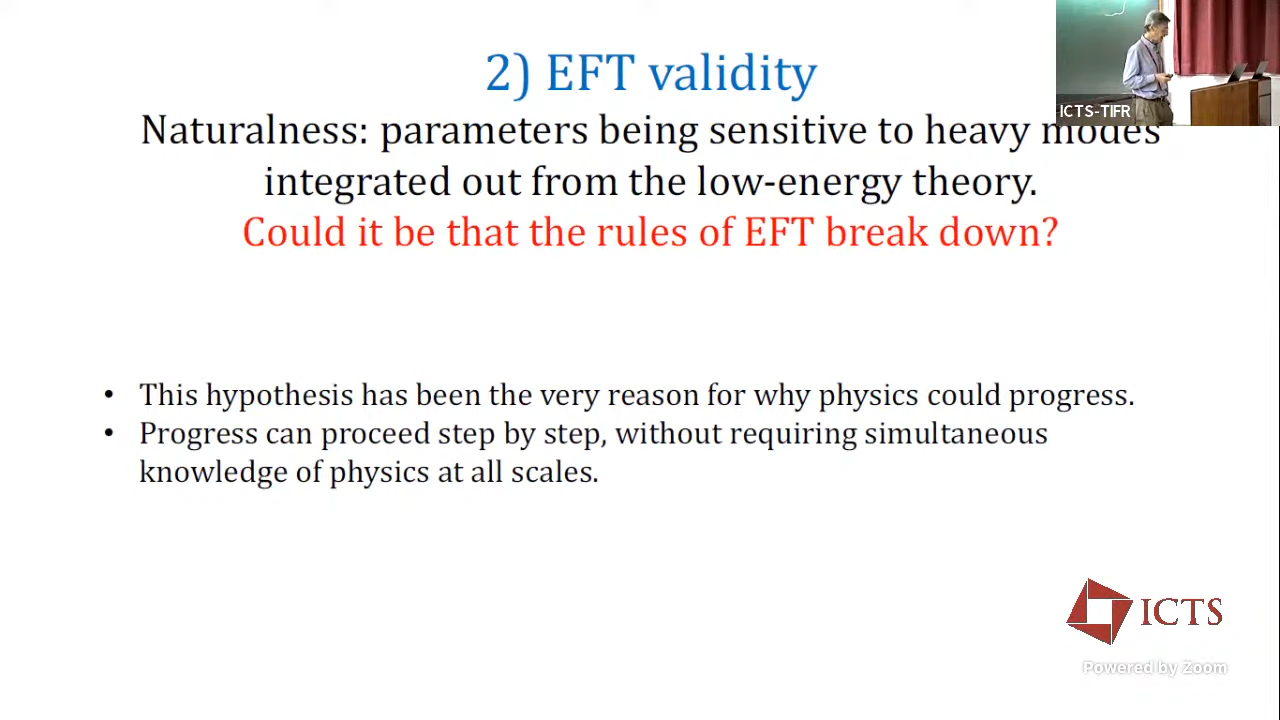 2) EFT validity
ICTS-TIFR
Naturalness: parameters being sensitive to heavy modes
integrated out from the low-energy theory.
Could it be that the rules of EFT break down?
• This hypothesis has been the very reason for why physics could progress.
• Progress can proceed step by step, without requiring simultaneous
knowledge of physics at all scales.
ICTS
Powered by Zoom